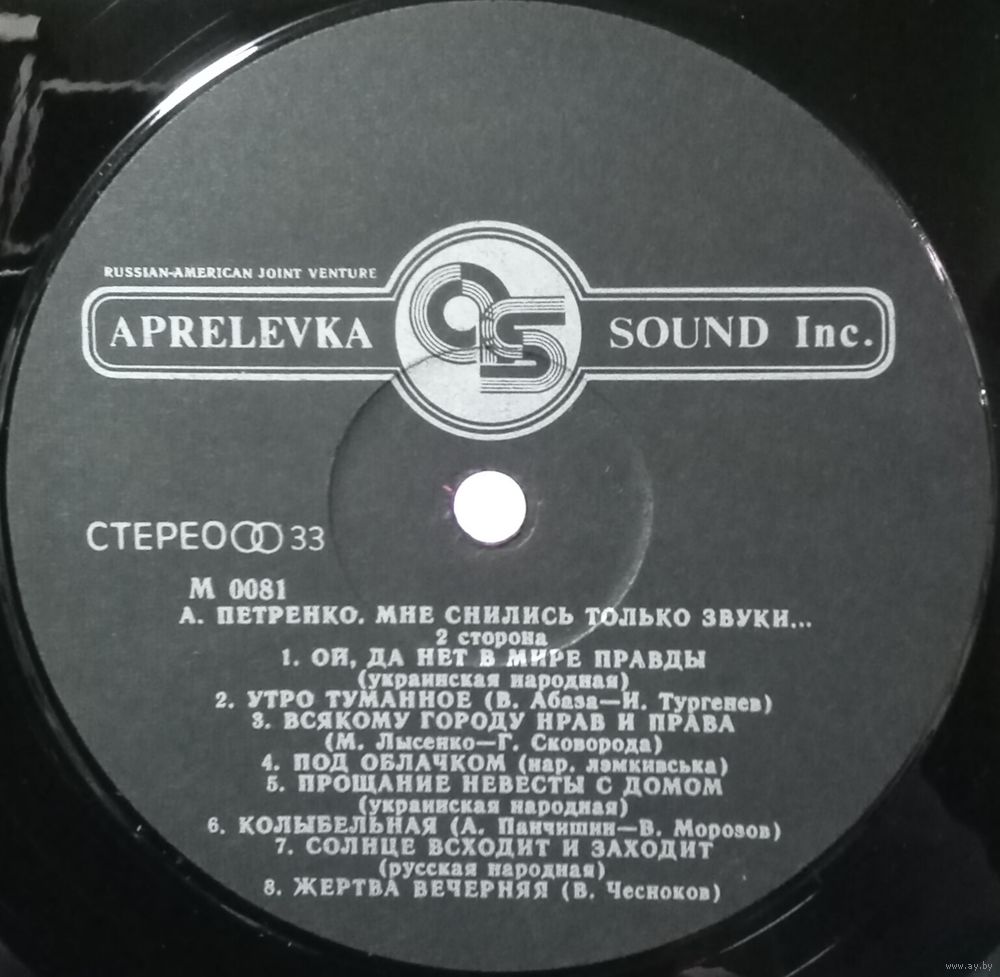 RUSSIAN-AMERICAN JOINT VENTURE
APRELEVKA SOUND Inc.
СТЕРЕО 33
М 0081
А. ПЕТРЕНКО. МНЕ СНИЛИСЬ ТОЛЬКО ЗВУКИ...
2 сторона
1. ОЙ, ДА НЕТ В МИРЕ ПРАВДЫ
(украинская народная)
2. УТРО ТУМАННОЕ (В. Абаза—И. Тургенев)
3. ВСЯКОМУ ГОРОДУ НРАВ И ПРАВА
(М. Лысенко—Г. Сковорода)
4. ПОД ОБЛАЧКОМ (нар. лэмкивська)
5. ПРОЩАНИЕ НЕВЕСТЫ С ДОМОМ
(украинская народная)
6. КОЛЫБЕЛЬНАЯ (А. Панчишин—В. Морозов)
7. СОЛНЦЕ ВСХОДИТ И ЗАХОДИТ
(русская народная)
8. ЖЕРТВА ВЕЧЕРНЯЯ (В. Чесноков)
www.ay.by